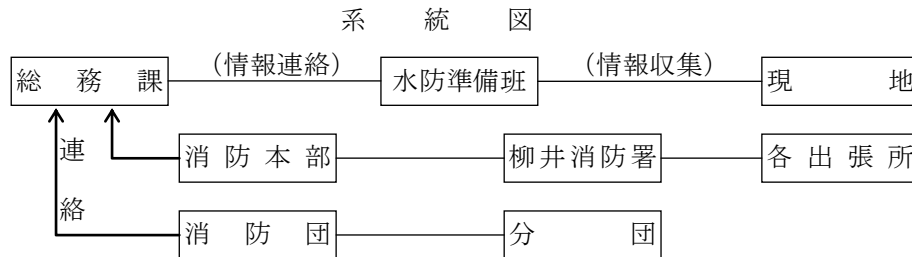 系統図
総務課 (情報連絡) 水防準備班 (情報収集) 現地
連絡
消防本部 柳井消防署 各出張所
消防団 分団